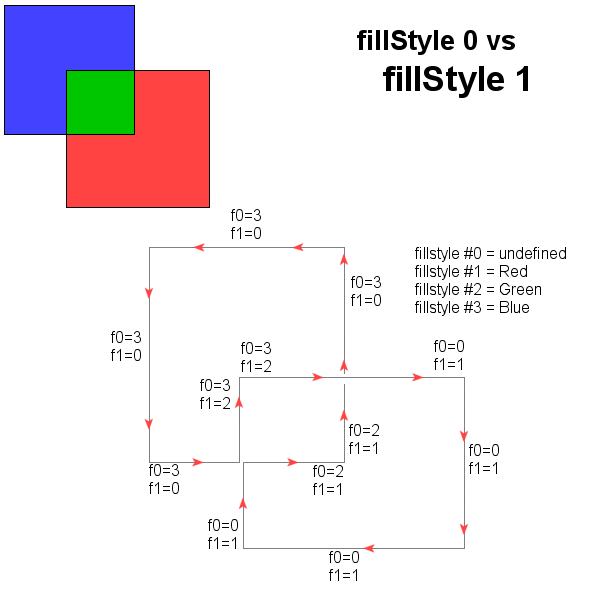 fillStyle 0 vs
fillStyle 1
f0=3
f1=0
fillstyle #0 = undefined
fillstyle #1 = Red
fillstyle #2 = Green
fillstyle #3 = Blue
f0=3
f1=0
f0=3
f1=0
f0=3
f1=2
f0=0
f1=1
f0=3
f1=2
f0=2
f1=1
f0=0
f1=1
f0=3
f1=0
f0=2
f1=1
f0=0
f1=1
f0=0
f1=1